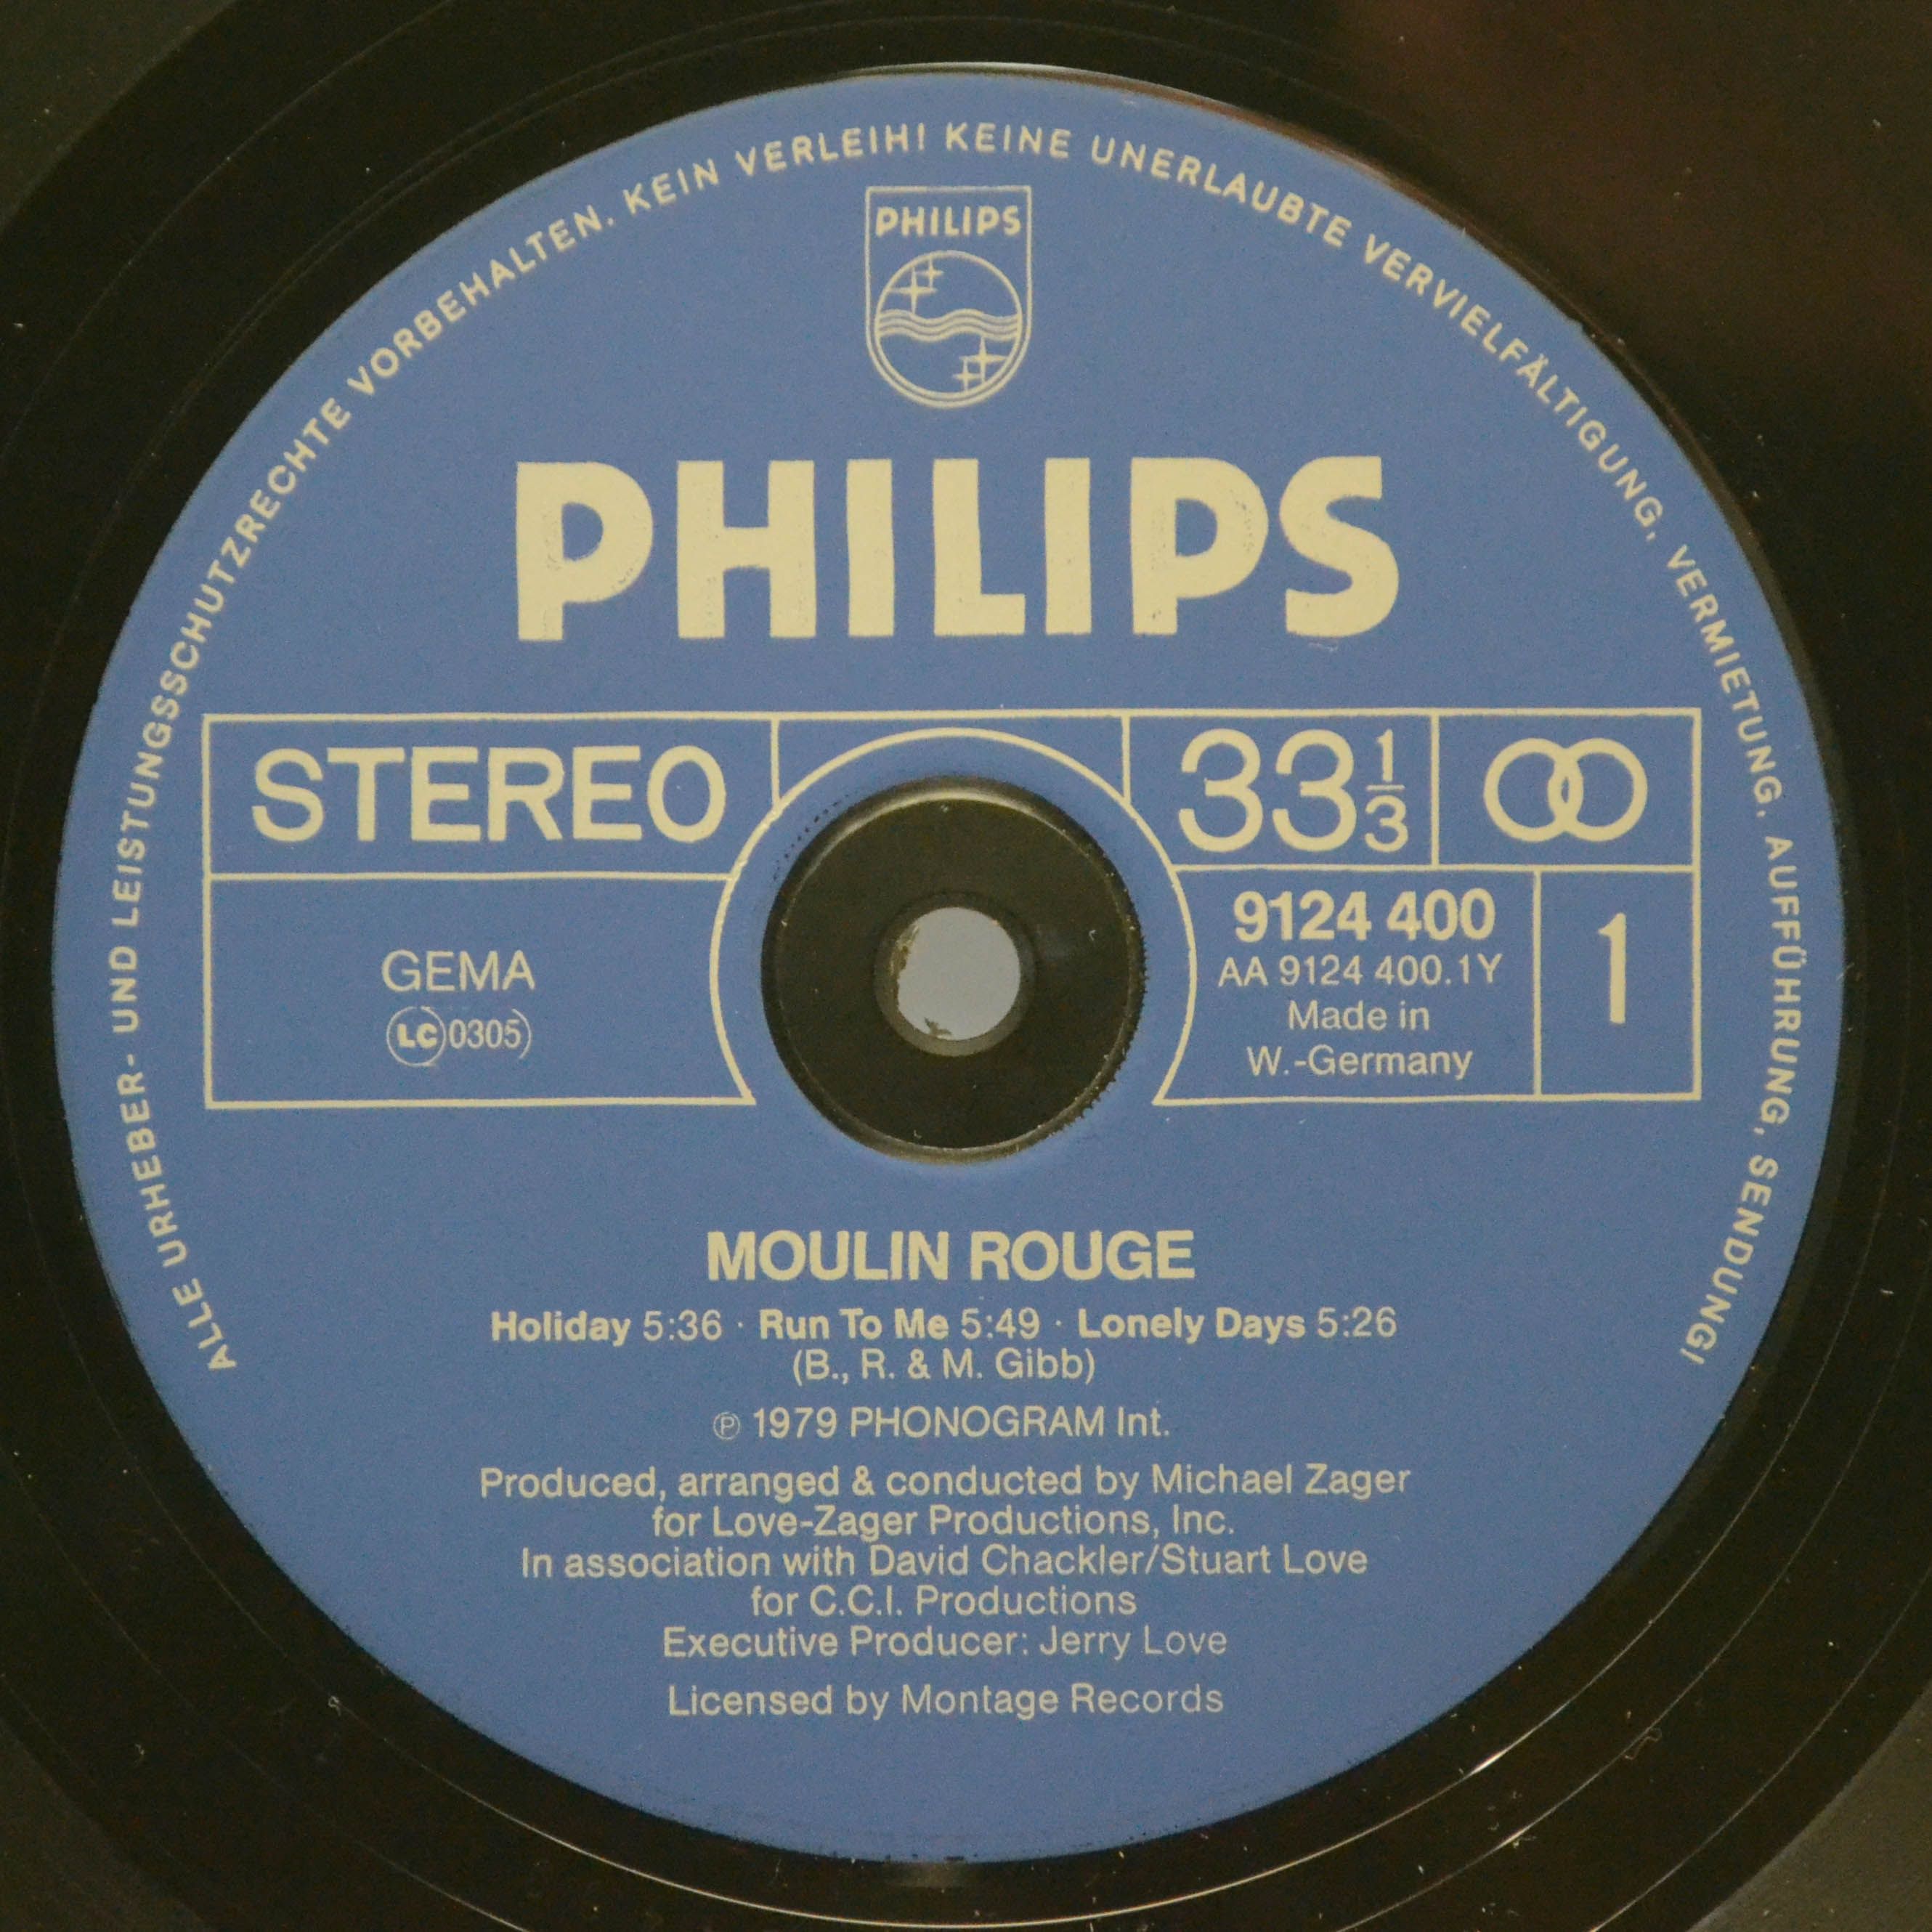 ALLE URHEBER- UND LEISTUNGSSCHUTZRECHTE VORBEHALTEN. KEIN VERLEIH! KEINE UNERLAUBTE VERVIELFÄLTIGUNG, VERMIETUNG, AUFFÜHRUNG, SENDUNG!
PHILIPS
PHILIPS
STEREO
33 1/3
GEMA
LC 0305
9124 400
AA 9124 400.1Y
Made in
W.-Germany
1
MOULIN ROUGE
Holiday 5:36 · Run To Me 5:49 · Lonely Days 5:26
(B., R. & M. Gibb)
℗ 1979 PHONOGRAM Int.
Produced, arranged & conducted by Michael Zager
for Love-Zager Productions, Inc.
In association with David Chackler/Stuart Love
for C.C.I. Productions
Executive Producer: Jerry Love
Licensed by Montage Records